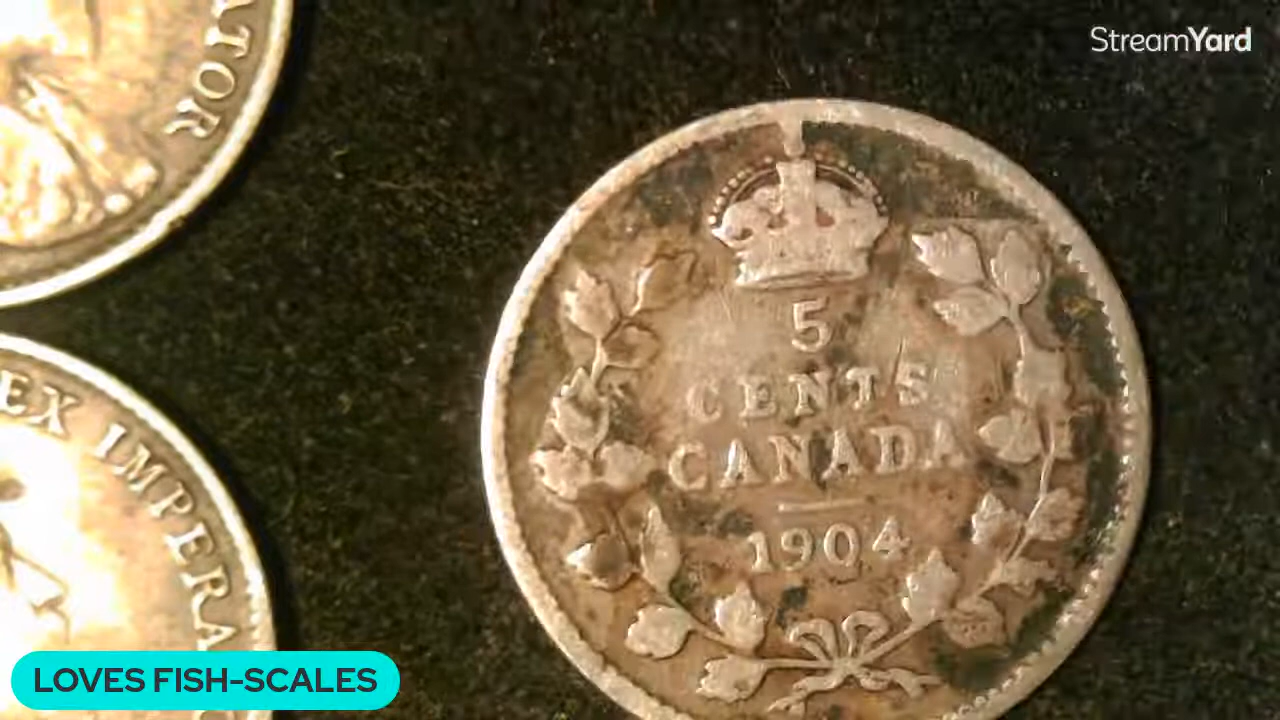 StreamYard
ATOR
5
CENTS
CANADA
1904
EX IMPERA
LOVES FISH-SCALES